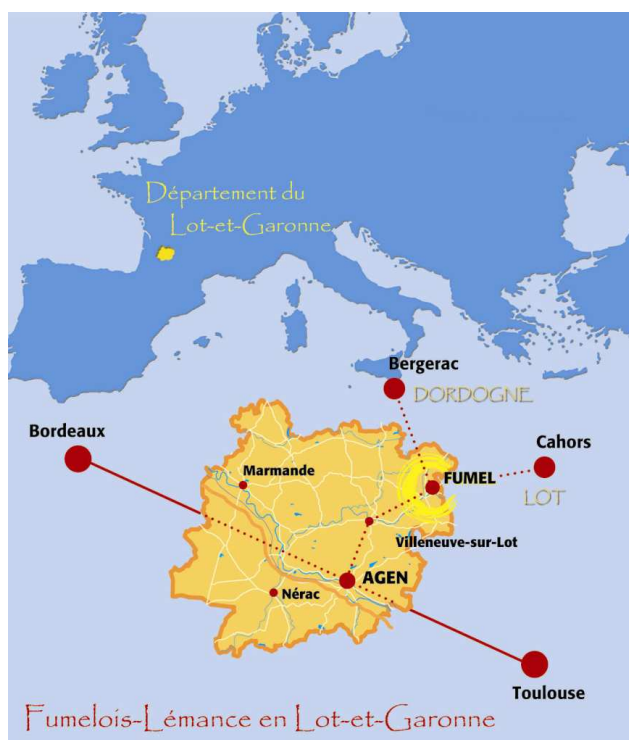 Département du
Lot-et-Garonne
Bergerac
DORDOGNE
Bordeaux
Cahors
Marmande
FUMEL
LOT
Villeneuve-sur-Lot
AGEN
Nérac
Toulouse
Fumelois-Lémance en Lot-et-Garonne